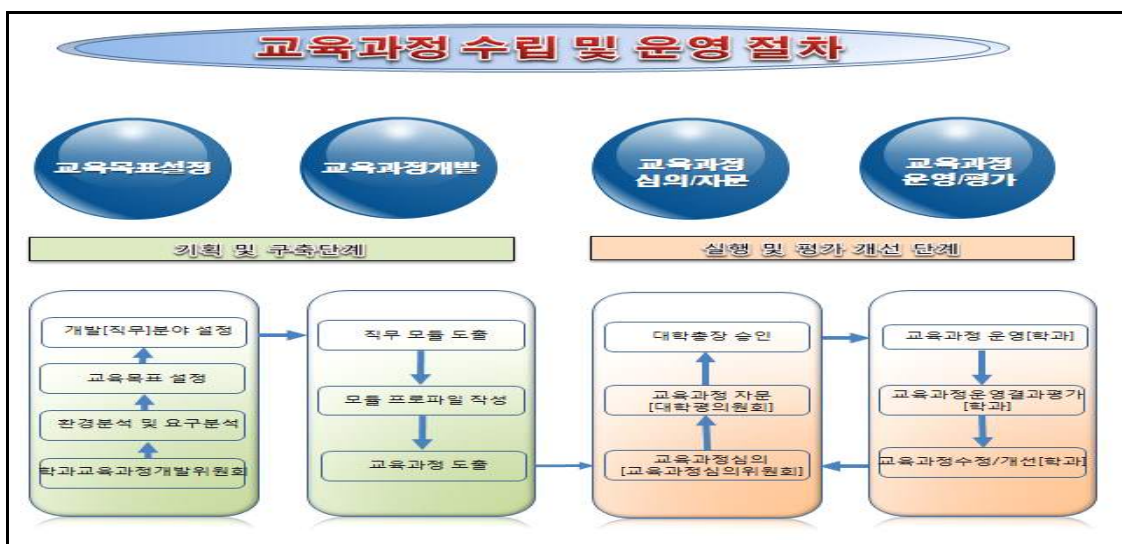 교육과정 수립 및 운영 절차
교육목표설정
교육과정개발
교육과정
심의/자문
교육과정
운영/평가
기획 및 구축단계
실행 및 평가 개선 단계
개발[직무]분야 설정
교육목표 설정
환경분석 및 요구분석
학과교육과정개발위원회
직무 모듈 도출
모듈 프로파일 작성
교육과정 도출
대학총장 승인
교육과정 자문
[대학평의원회]
교육과정심의
[교육과정심의위원회]
교육과정 운영[학과]
교육과정운영결과평가
[학과]
교육과정수정/개선[학과]